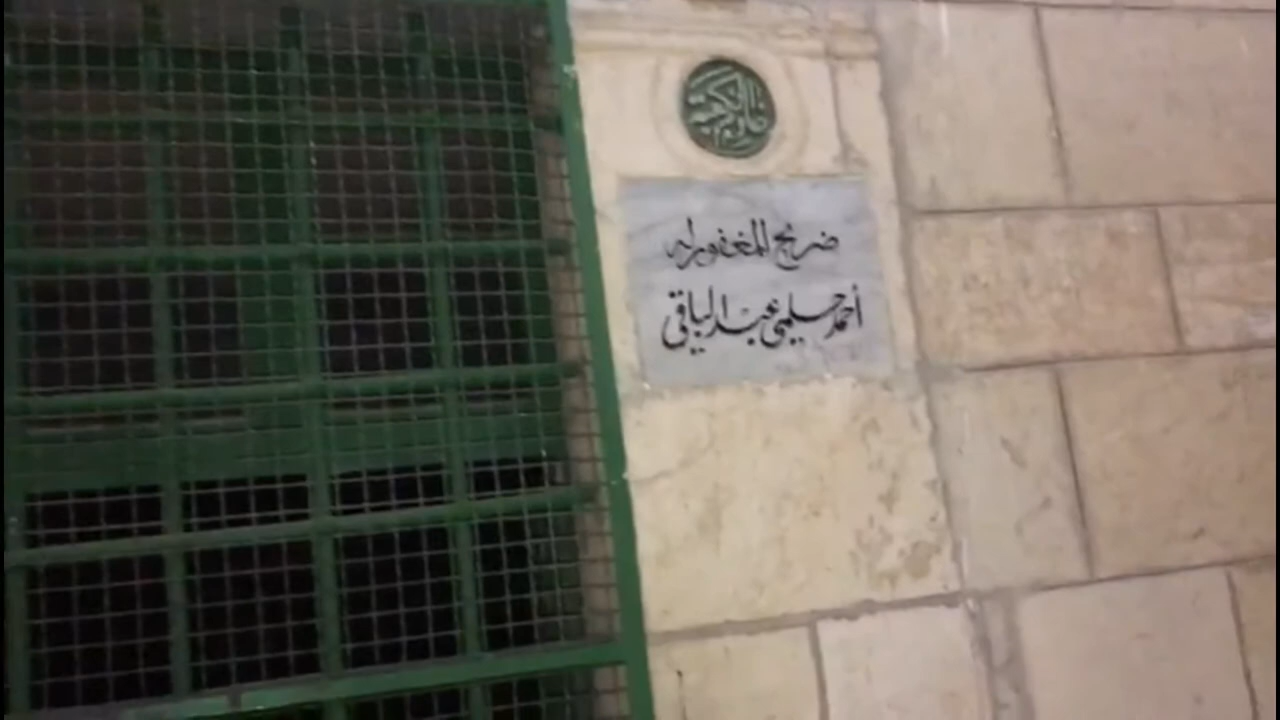 ضريح المغفور له
أحمد حلمي عبد الباقي